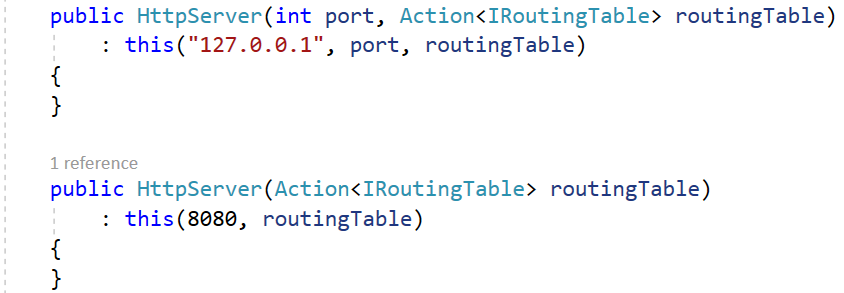 public HttpServer(int port, Action<IRoutingTable> routingTable)
: this("127.0.0.1", port, routingTable)
{
}
1 reference
public HttpServer(Action<IRoutingTable> routingTable)
: this(8080, routingTable)
{
}